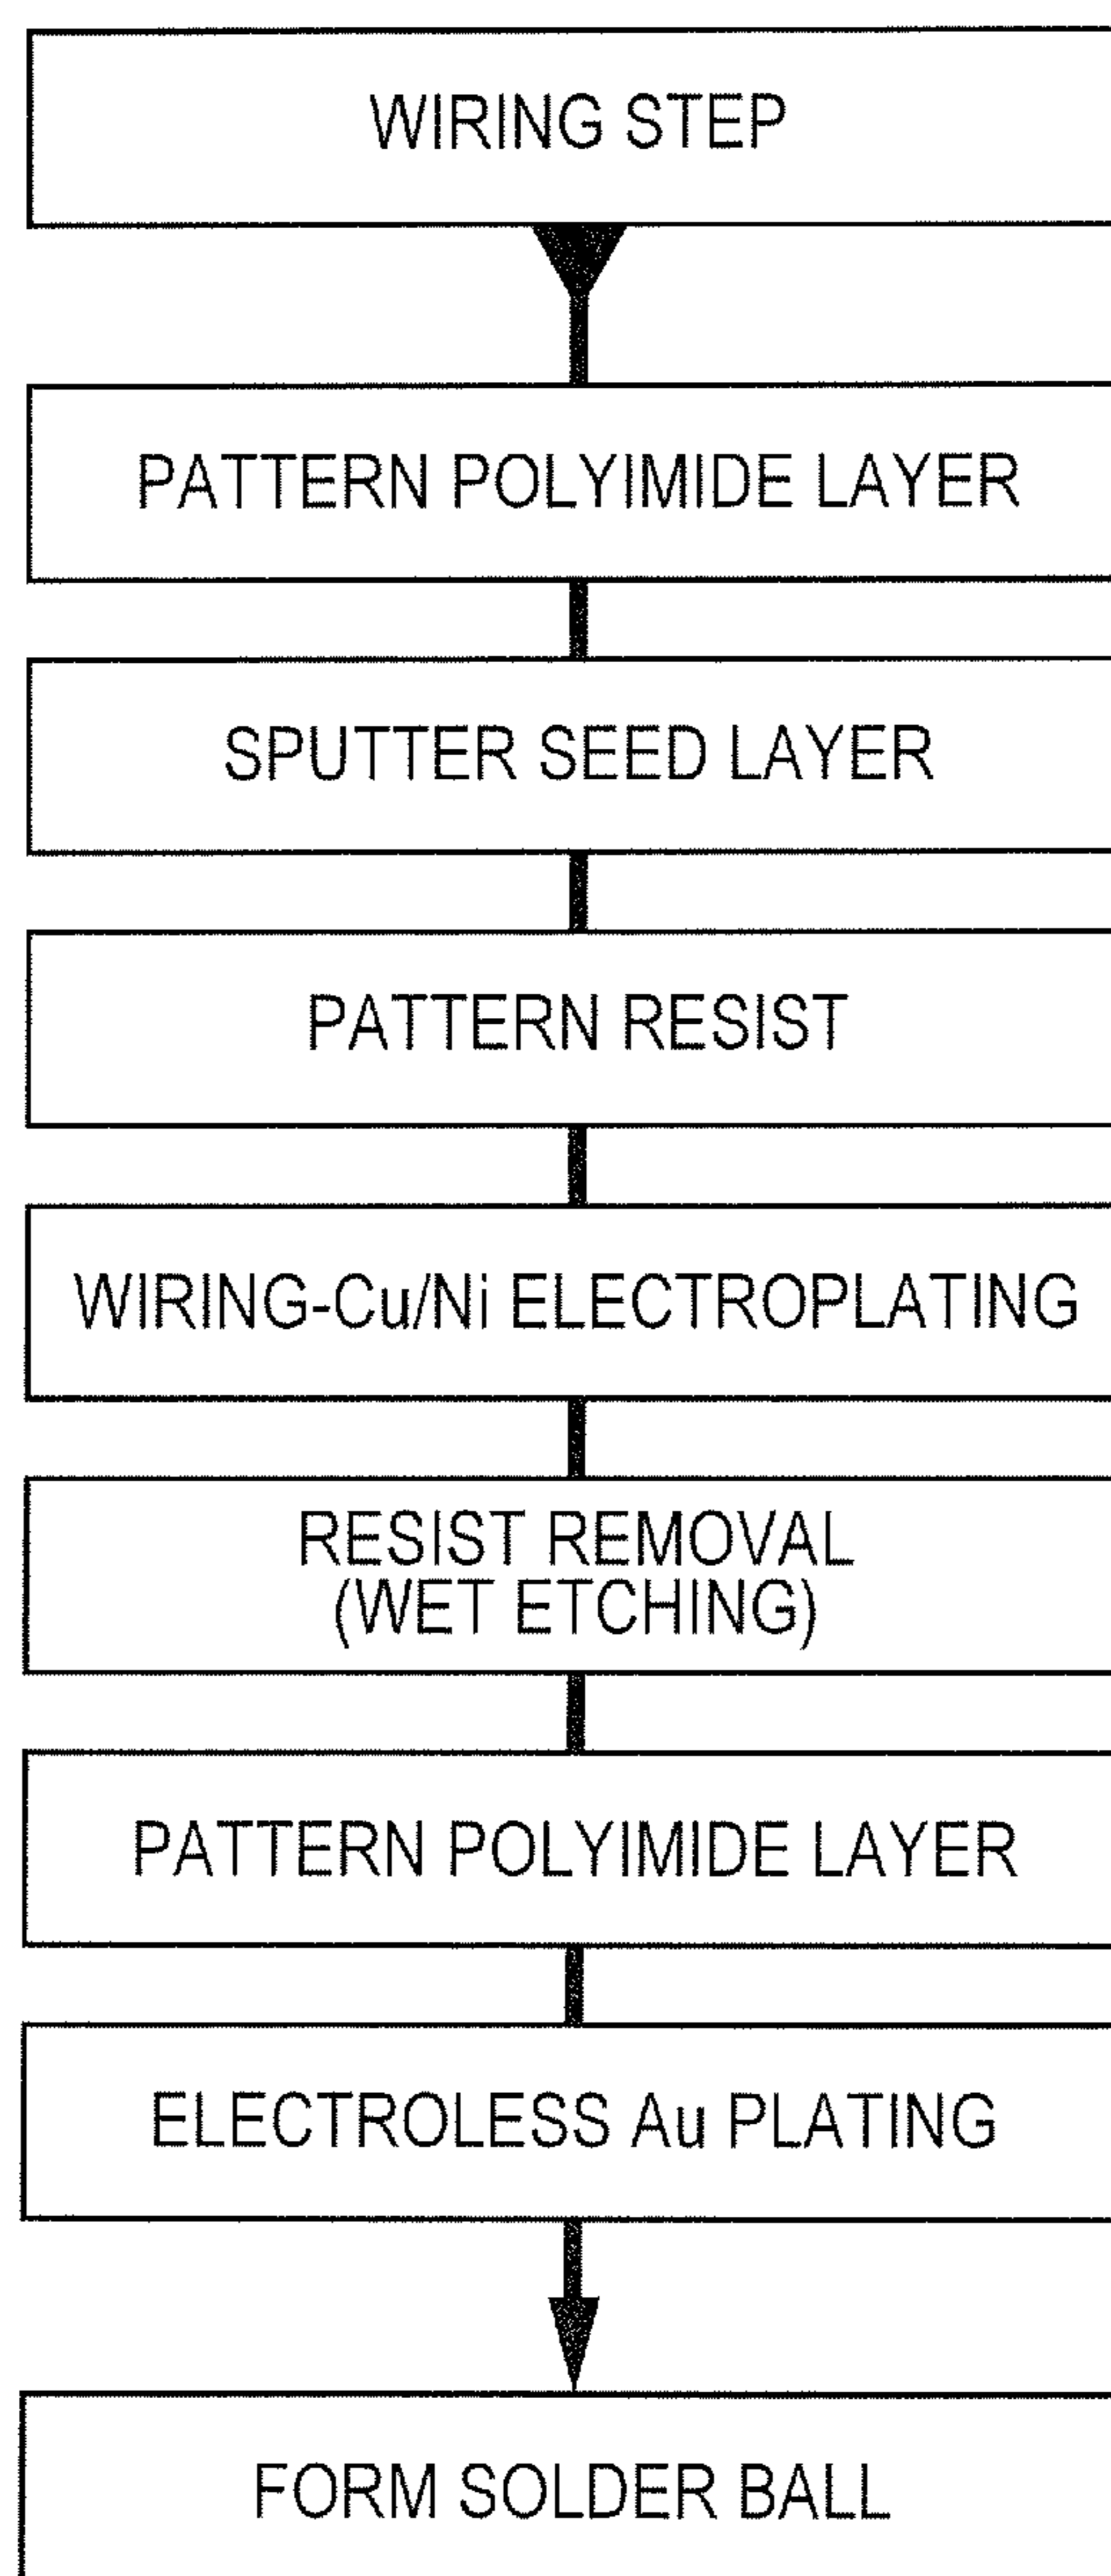 WIRING STEP
PATTERN POLYIMIDE LAYER
SPUTTER SEED LAYER
PATTERN RESIST
WIRING-Cu/Ni ELECTROPLATING
RESIST REMOVAL
(WET ETCHING)
PATTERN POLYIMIDE LAYER
ELECTROLESS Au PLATING
FORM SOLDER BALL